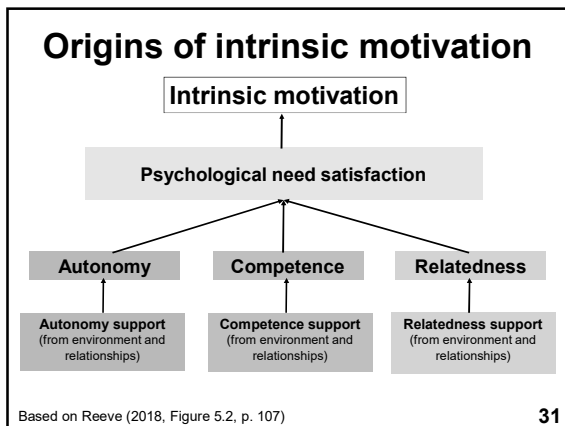 Origins of intrinsic motivation
Intrinsic motivation
Psychological need satisfaction
Autonomy
Competence
Relatedness
Autonomy support
(from environment and
relationships)
Competence support
(from environment and
relationships)
Relatedness support
(from environment and
relationships)
Based on Reeve (2018, Figure 5.2, p. 107)
31